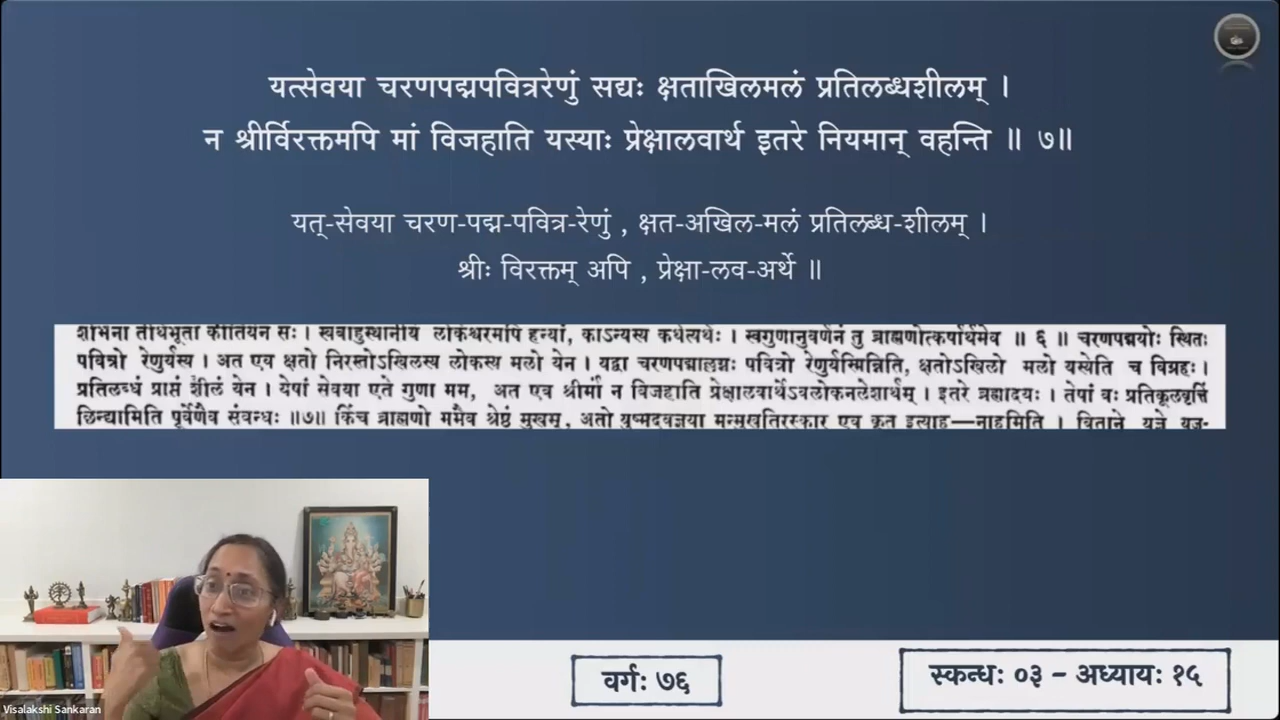 यत्सेवया चरणपद्मपवित्ररेणुं सद्यः क्षताखिलमलं प्रतिलब्धशीलम् ।
न श्रीर्विरक्तमपि मां विजहाति यस्याः प्रेक्षालवार्थ इतरे नियमान् वहन्ति ॥ ७॥
यत्-सेवया चरण-पद्म-पवित्र-रेणुं , क्षत-अखिल-मलं प्रतिलब्ध-शीलम् ।
श्रीः विरक्तम् अपि , प्रेक्षा-लव-अर्थे ॥
शोभना तीर्थभूता कीर्तियेन सः । स्वबाहुस्थानीयं लोकेश्वरमपि हन्यां, काऽन्यस्य कथेत्यर्थः । स्वगुणानुवर्णनं तु ब्राह्मणोत्कर्षार्थमेव ॥ ६ ॥ चरणपद्मयोः स्थितः
पवित्रो रेणुर्यस्य । अत एव क्षतो निरस्तोऽखिलस्य लोकस्य मलो येन । यद्वा चरणपद्माल्लग्नः पवित्रो रेणुर्यस्मिन्निति, क्षतोऽखिलो मलो यस्येति च विग्रहः ।
प्रतिलब्धं प्राप्तं शीलं येन । येषां सेवया एते गुणा मम, अत एव श्रीर्मां न विजहाति प्रेक्षालवार्थेऽवलोकनलेशार्थम् । इतरे ब्रह्मादयः । तेषां वः प्रतिकूलवृत्तिं
छिन्द्यामिति पूर्वेणैव संबन्धः ॥७॥ किंच ब्राह्मणो ममैव श्रेष्ठं मुखम्, अतो युष्मदवज्ञया मन्मुखतिरस्कार एव कृत इत्याह—नाहमिति । विताने यज्ञे यज-
Visalakshi Sankaran
वर्गः ७६
स्कन्धः ०३ – अध्यायः १५